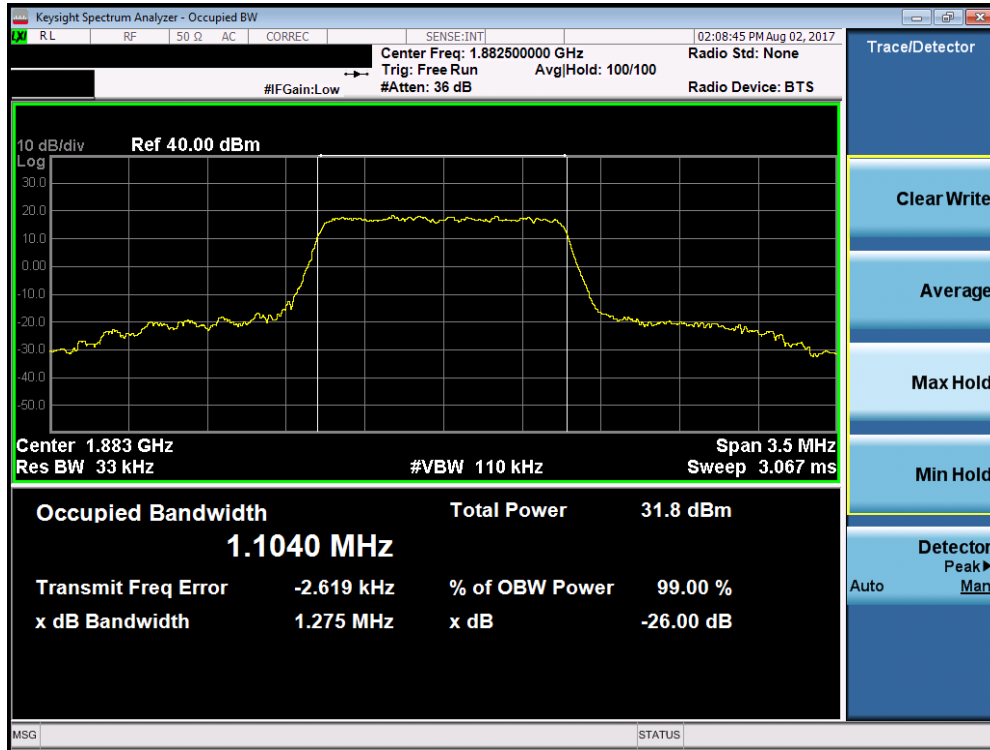 Keysight Spectrum Analyzer - Occupied BW
LXI RL RF 50 Ω AC CORREC SENSE:INT 02:08:45 PM Aug 02, 2017
Center Freq: 1.882500000 GHz Radio Std: None
Trig: Free Run Avg|Hold: 100/100
#IFGain:Low #Atten: 36 dB Radio Device: BTS
Trace/Detector
10 dB/div Ref 40.00 dBm
Log
30.0
20.0
10.0
0.00
-10.0
-20.0
-30.0
-40.0
-50.0
Center 1.883 GHz Span 3.5 MHz
Res BW 33 kHz #VBW 110 kHz Sweep 3.067 ms
Occupied Bandwidth Total Power 31.8 dBm
1.1040 MHz
Transmit Freq Error -2.619 kHz % of OBW Power 99.00 %
x dB Bandwidth 1.275 MHz x dB -26.00 dB
Clear Write
Average
Max Hold
Min Hold
Detector
Peak▶
Auto Man
MSG STATUS